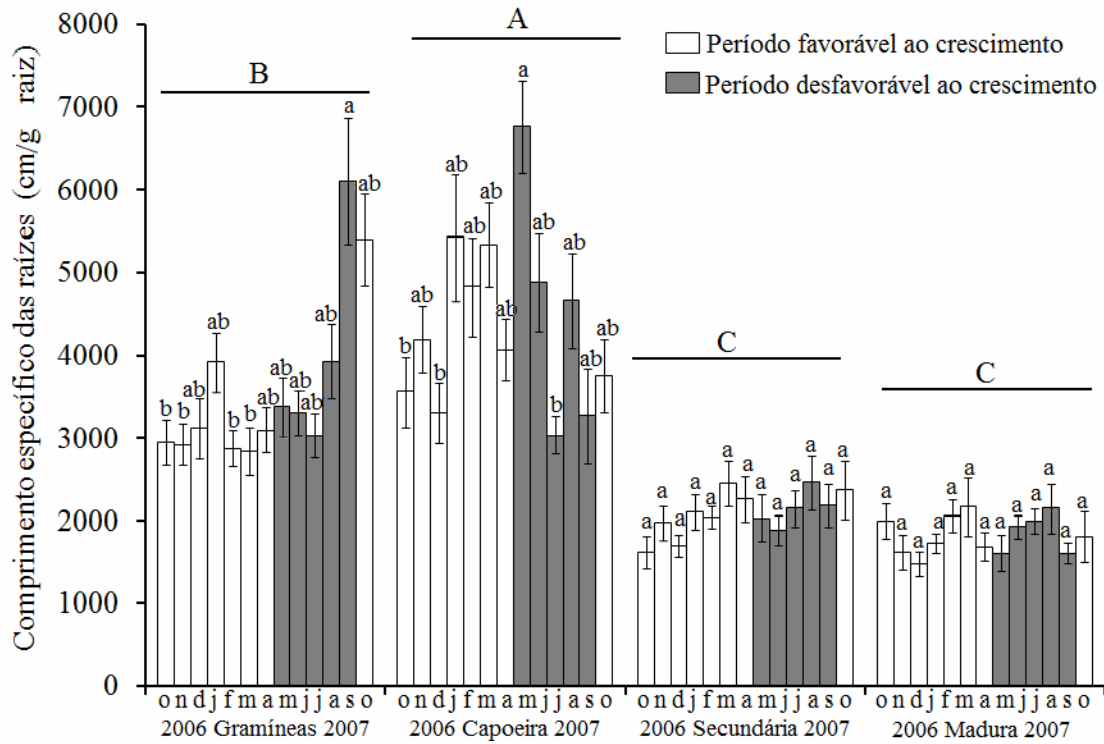 Comprimento específico das raízes (cm/g raiz)
8000
7000
6000
5000
4000
3000
2000
1000
0
Período favorável ao crescimento
Período desfavorável ao crescimento
B
A
C
C
b b ab ab b b ab ab ab ab ab a ab
b ab b ab ab ab ab a ab b ab ab ab
a a a a a a a a a a a a a
a a a a a a a a a a a a a
o n d j f m a m j j a s o o n d j f m a m j j a s o o n d j f m a m j j a s o o n d j f m a m j j a s o
2006 Gramíneas 2007 2006 Capoeira 2007 2006 Secundária 2007 2006 Madura 2007